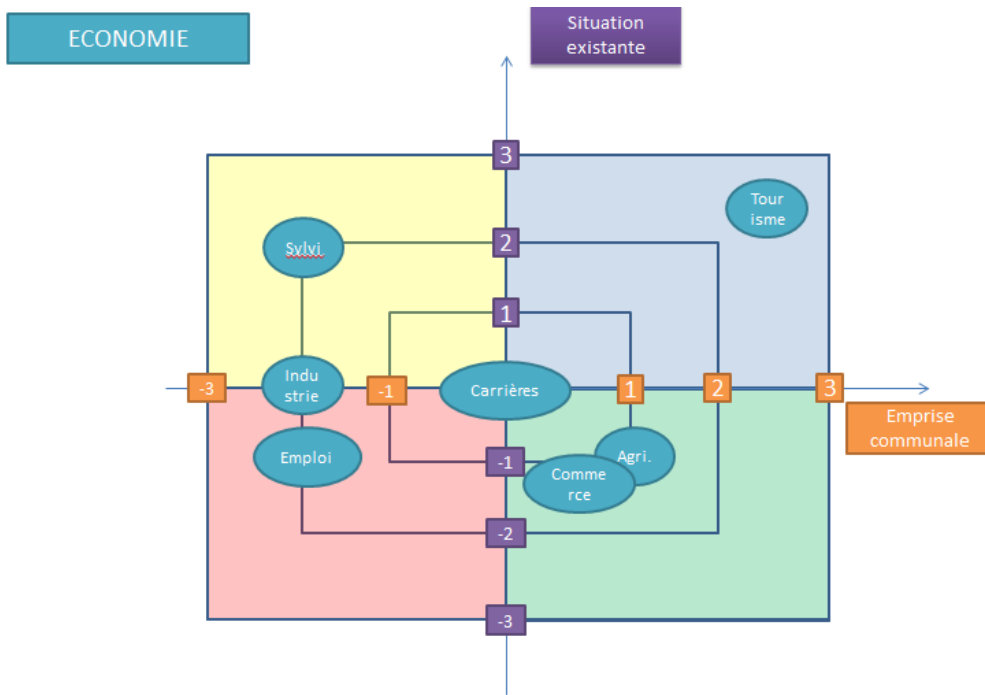 ECONOMIE
Situation
existante
3
Tour
isme
Sylvi.
2
1
Indu
strie
-3
-1
Carrières
1
2
3
Emprise
communale
Emploi
-1
Agri.
Comme
rce
-2
-3